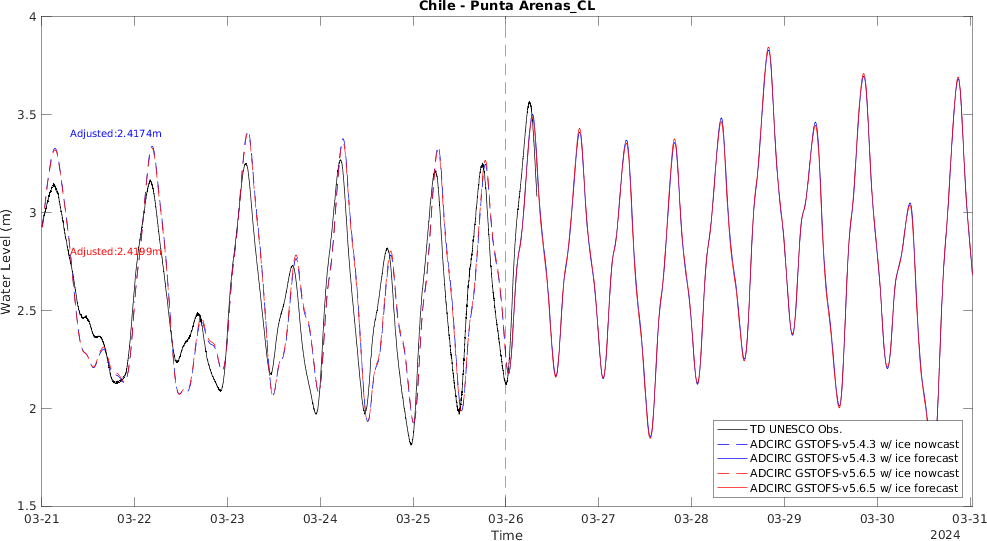 Chile - Punta Arenas_CL
4
3.5
3
2.5
2
1.5
Water Level (m)
Adjusted:2.4174m
Adjusted:2.4199m
TD UNESCO Obs.
ADCIRC GSTOFS-v5.4.3 w/ ice nowcast
ADCIRC GSTOFS-v5.4.3 w/ ice forecast
ADCIRC GSTOFS-v5.6.5 w/ ice nowcast
ADCIRC GSTOFS-v5.6.5 w/ ice forecast
03-21 03-22 03-23 03-24 03-25 03-26 03-27 03-28 03-29 03-30 03-31
Time
2024